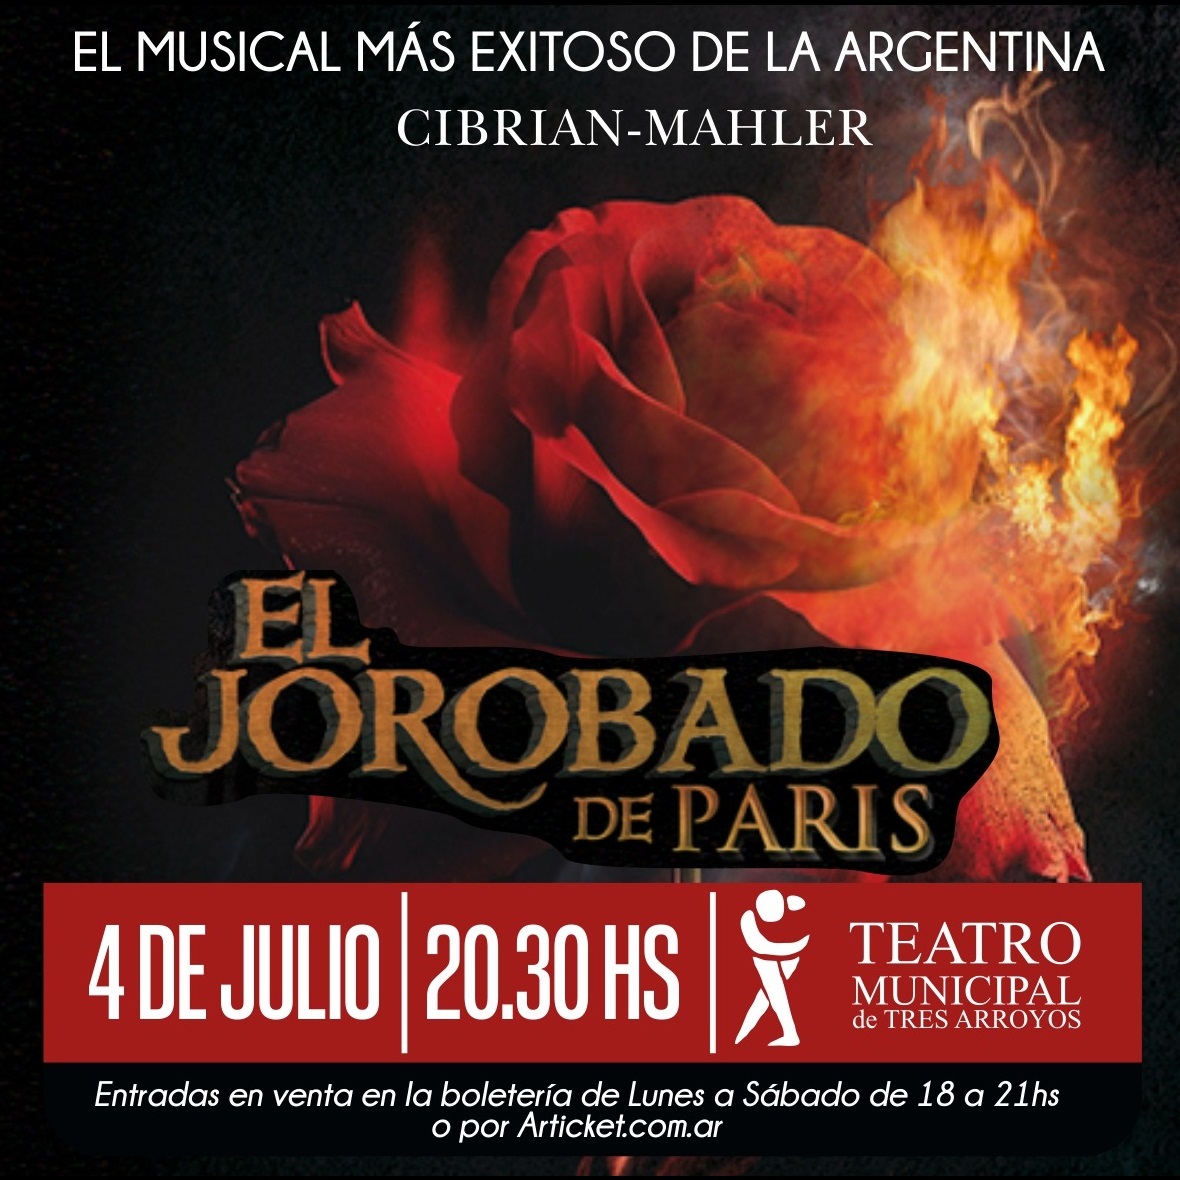 EL MUSICAL MÁS EXITOSO DE LA ARGENTINA
CIBRIAN-MAHLER
EL
JOROBADO
DE PARIS
4 DE JULIO
20.30 HS
TEATRO
MUNICIPAL
de TRES ARROYOS
Entradas en venta en la boletería de Lunes a Sábado de 18 a 21hs
o por Articket.com.ar